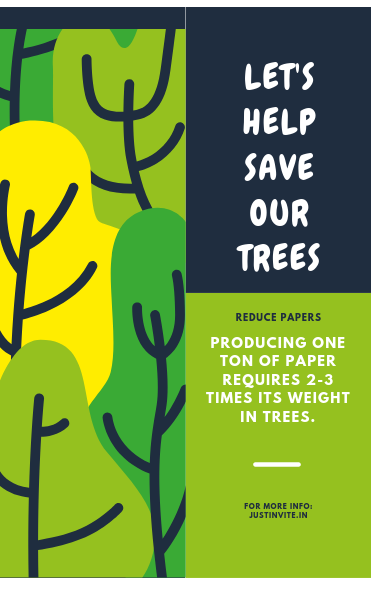 LET'S
HELP
SAVE
OUR
TREES
REDUCE PAPERS
PRODUCING ONE
TON OF PAPER
REQUIRES 2-3
TIMES ITS WEIGHT
IN TREES.
FOR MORE INFO:
JUSTINVITE.IN